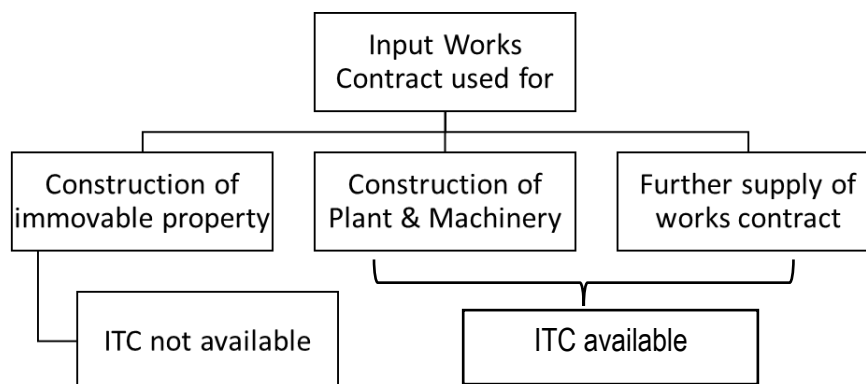 Input Works
Contract used for
Construction of
immovable property
Construction of
Plant & Machinery
Further supply of
works contract
ITC not available
ITC available